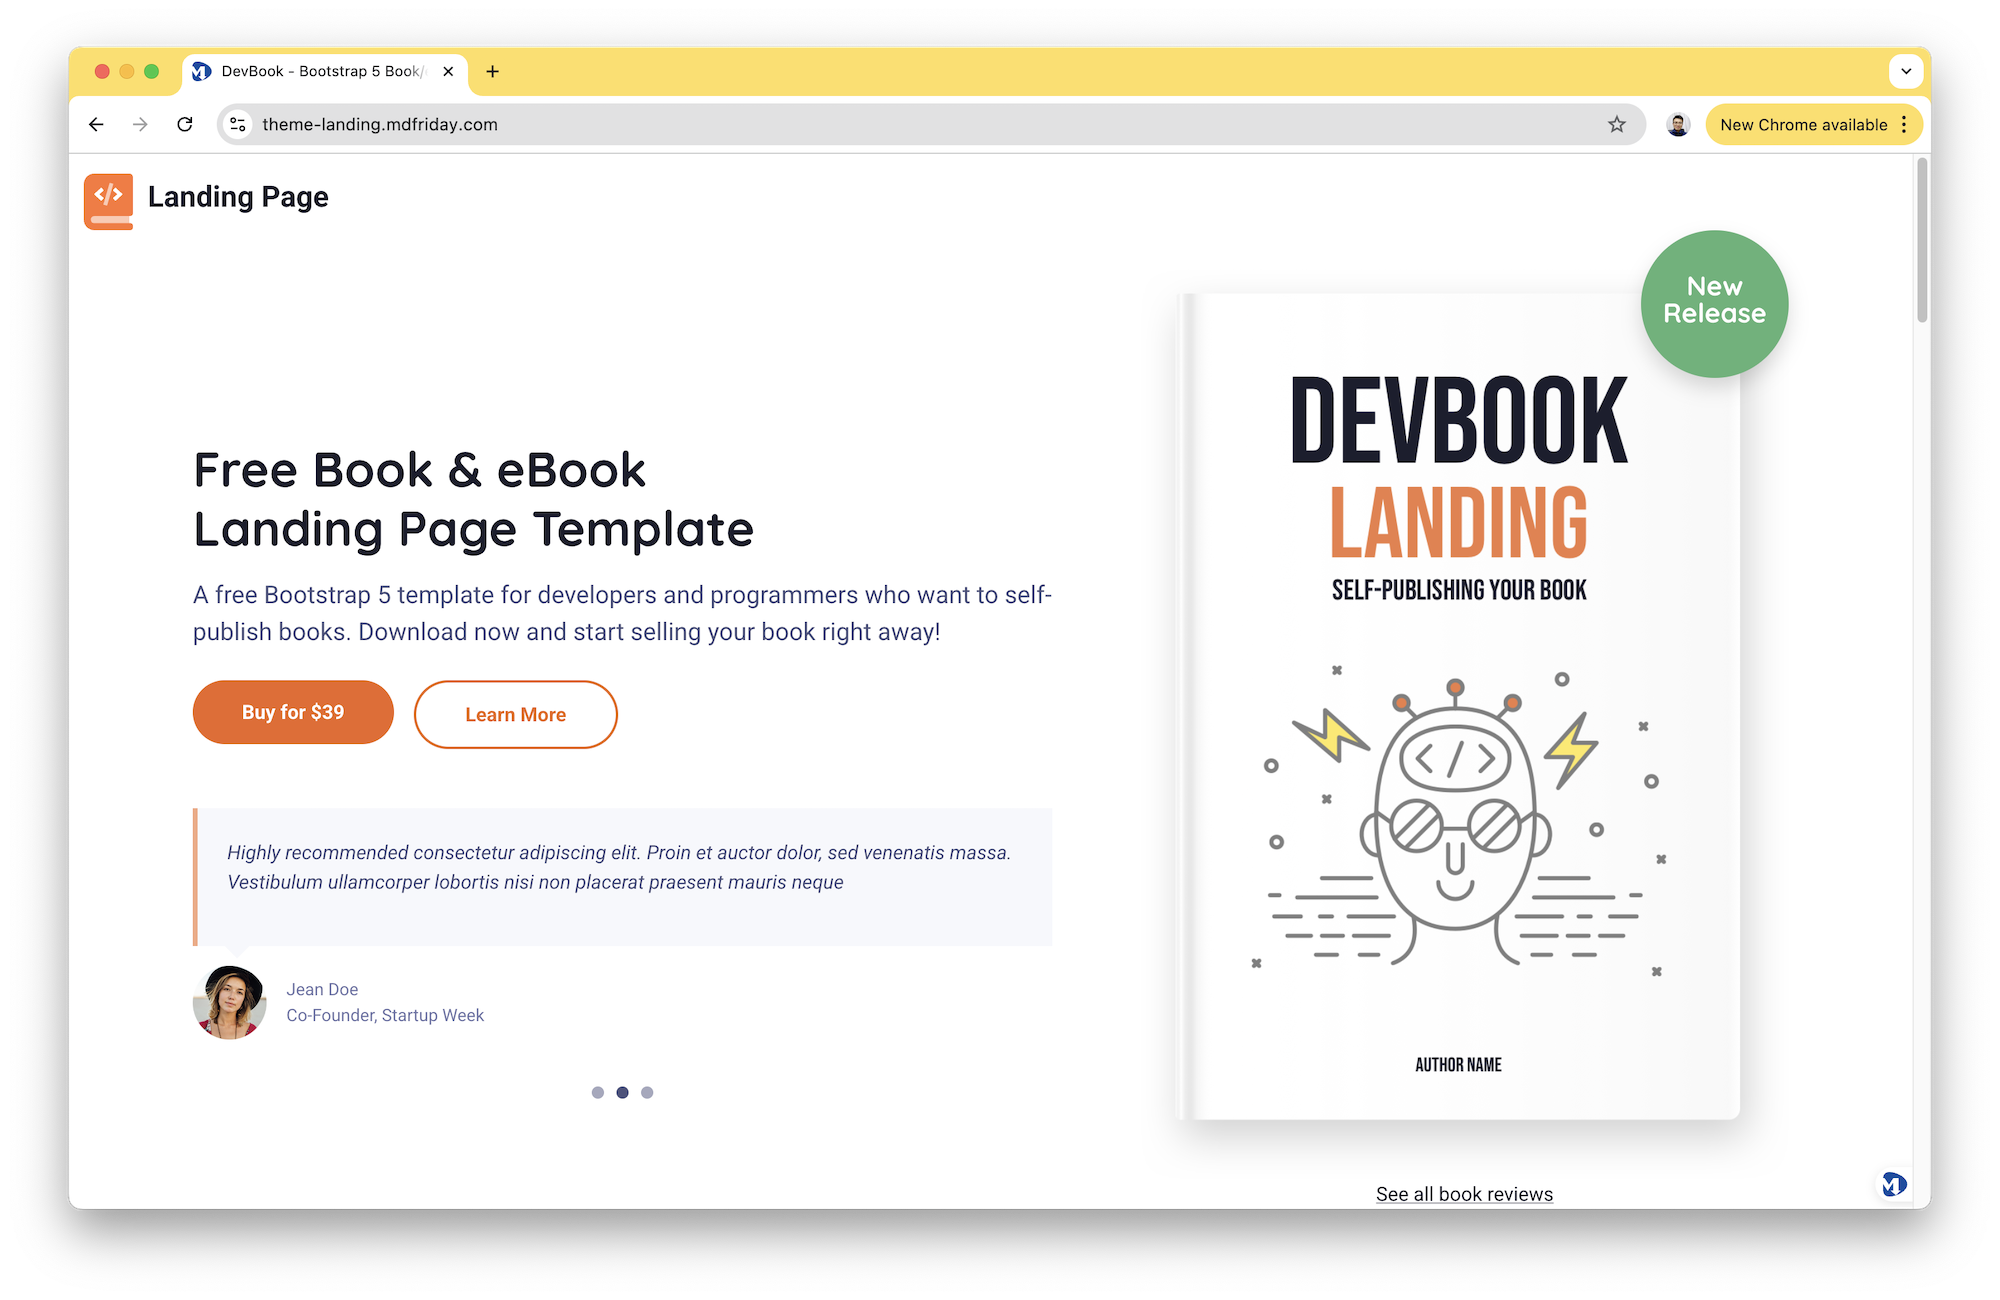 DevBook - Bootstrap 5 Book/
theme-landing.mdfriday.com
New Chrome available
</> Landing Page
New
Release
DEVBOOK
LANDING
SELF-PUBLISHING YOUR BOOK
</>
AUTHOR NAME
Free Book & eBook
Landing Page Template
A free Bootstrap 5 template for developers and programmers who want to self-
publish books. Download now and start selling your book right away!
Buy for $39
Learn More
Highly recommended consectetur adipiscing elit. Proin et auctor dolor, sed venenatis massa.
Vestibulum ullamcorper lobortis nisi non placerat praesent mauris neque
Jean Doe
Co-Founder, Startup Week
See all book reviews